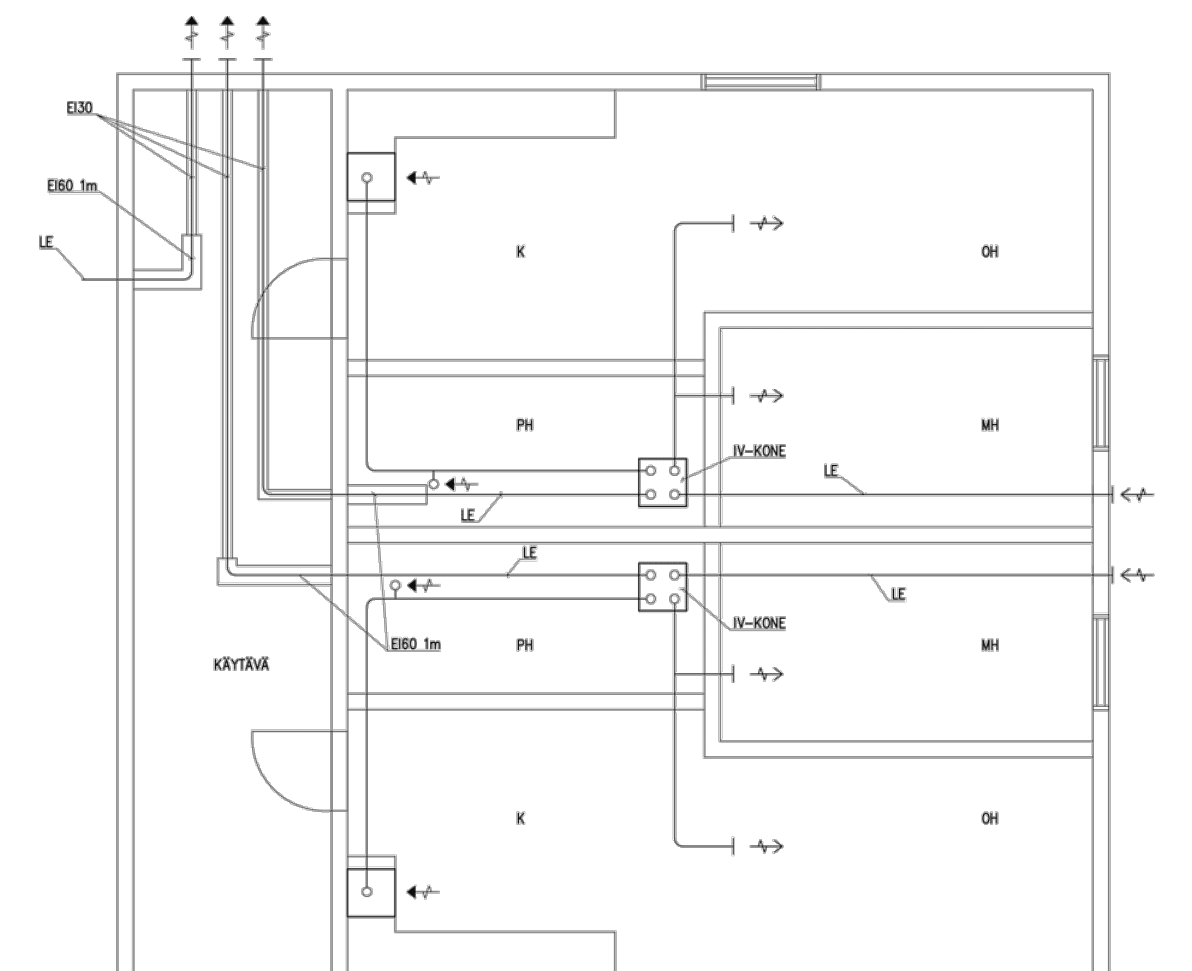 EI30
EI60 1m
LE
K
OH
PH
MH
IV-KONE
LE
LE
LE
LE
IV-KONE
EI60 1m
PH
MH
KÄYTÄVÄ
K
OH